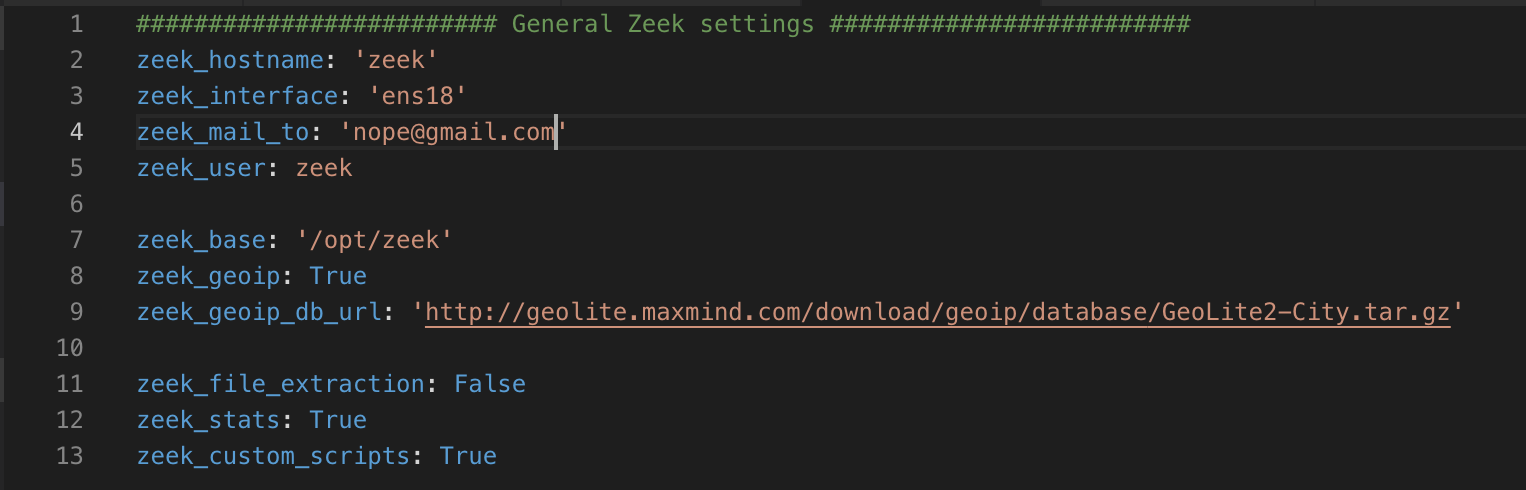 1 ######################### General Zeek settings #########################
2 zeek_hostname: 'zeek'
3 zeek_interface: 'ens18'
4 zeek_mail_to: 'nope@gmail.com'
5 zeek_user: zeek
6
7 zeek_base: '/opt/zeek'
8 zeek_geoip: True
9 zeek_geoip_db_url: 'http://geolite.maxmind.com/download/geoip/database/GeoLite2-City.tar.gz'
10
11 zeek_file_extraction: False
12 zeek_stats: True
13 zeek_custom_scripts: True